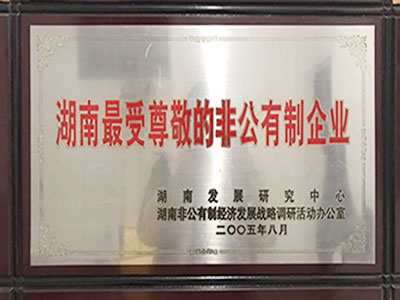 湖南最受尊敬的非公有制企业
湖南发展研究中心
湖南非公有制经济发展战略调研活动办公室
二〇〇五年八月